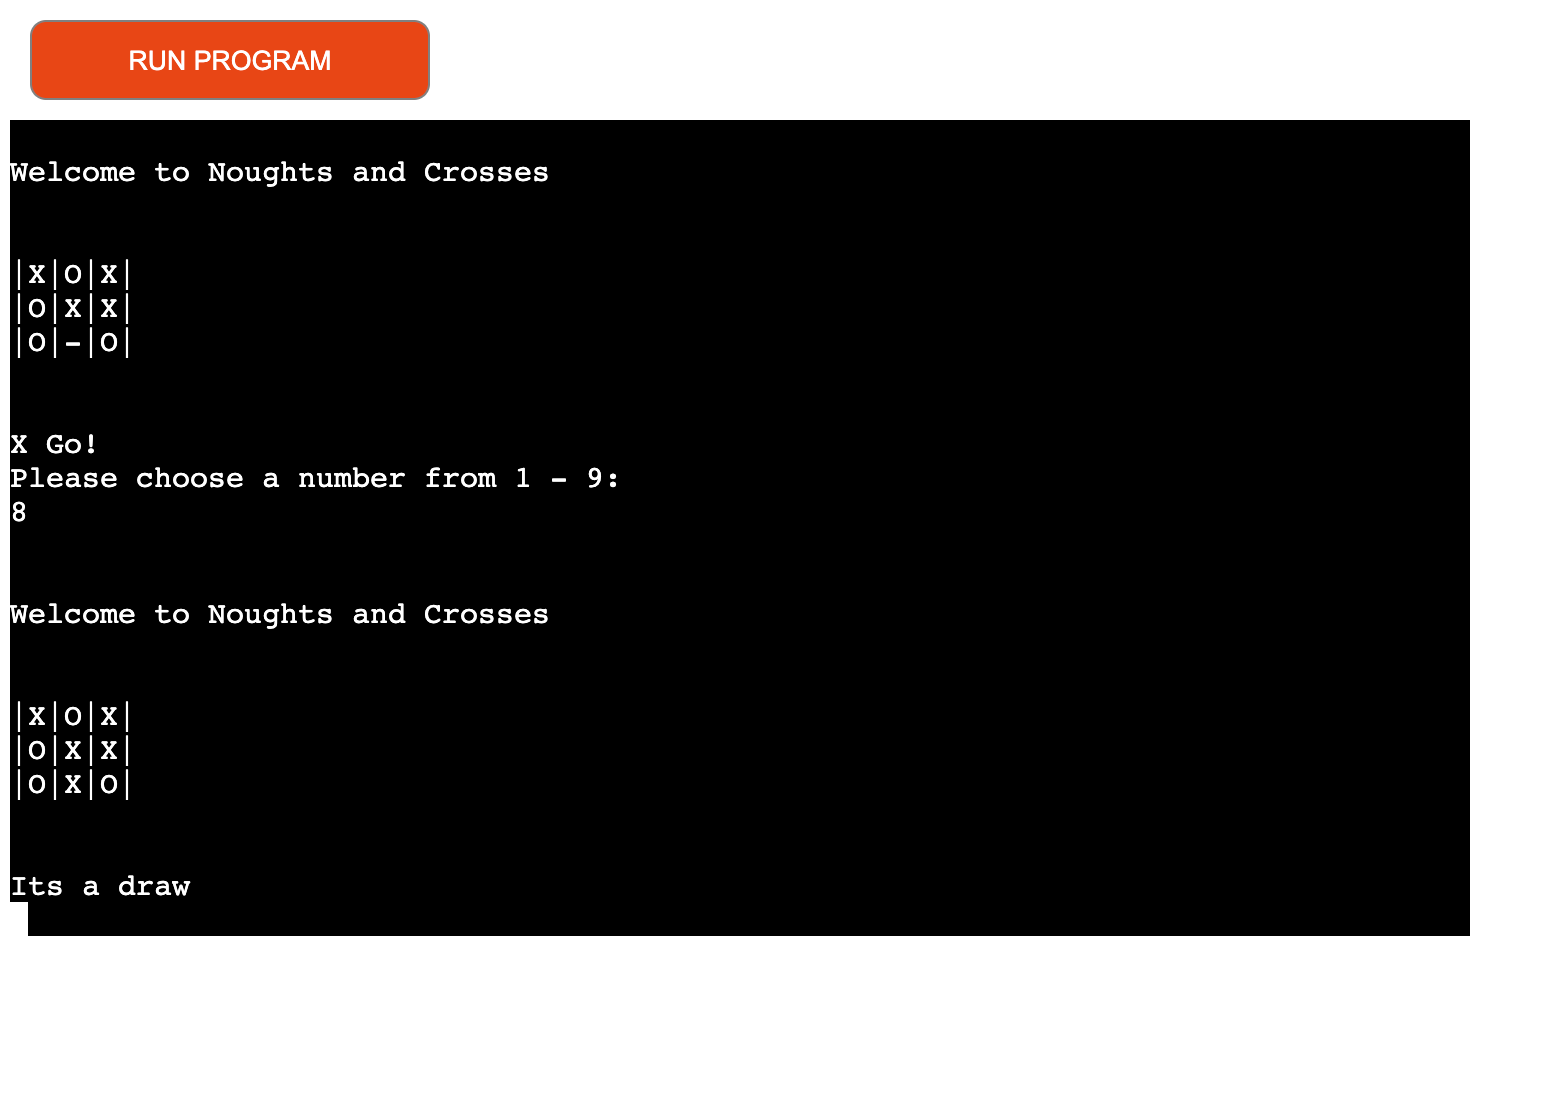 RUN PROGRAM
Welcome to Noughts and Crosses
|X|O|X|
|O|X|X|
|O|-|O|
X Go!
Please choose a number from 1 - 9:
8
Welcome to Noughts and Crosses
|X|O|X|
|O|X|X|
|O|X|O|
Its a draw